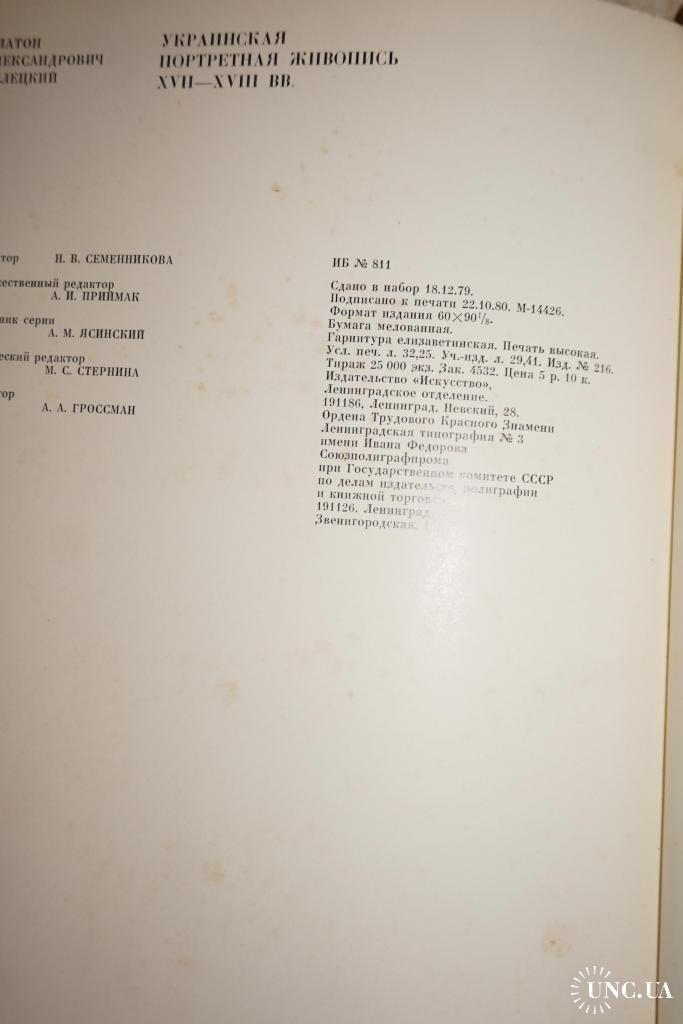 ЛАТОН
ЛЕКСАНДРОВИЧ
ЛЕЦКИЙ
УКРАИНСКАЯ
ПОРТРЕТНАЯ ЖИВОПИСЬ
XVII—XVIII ВВ.
тор Н. В. СЕМЕННИКОВА
жественный редактор
А. И. ПРИЙМАК
ник серии
А. М. ЯСИНСКИЙ
ческий редактор
М. С. СТЕРНИНА
тор
А. А. ГРОССМАН
ИБ № 811
Сдано в набор 18.12.79.
Подписано к печати 22.10.80. М-14426.
Формат издания 60×90¹/₈.
Бумага мелованная.
Гарнитура елизаветинская. Печать высокая.
Усл. печ. л. 32,25. Уч.-изд. л. 29,41. Изд. № 216.
Тираж 25 000 экз. Зак. 4532. Цена 5 р. 10 к.
Издательство «Искусство»,
Ленинградское отделение.
191186, Ленинград, Невский, 28.
Ордена Трудового Красного Знамени
Ленинградская типография № 3
имени Ивана Федорова
Союзполиграфпрома
при Государственном комитете СССР
по делам издательств, полиграфии
и книжной торговли
191126. Ленинград,
Звенигородская,
UNC.UA